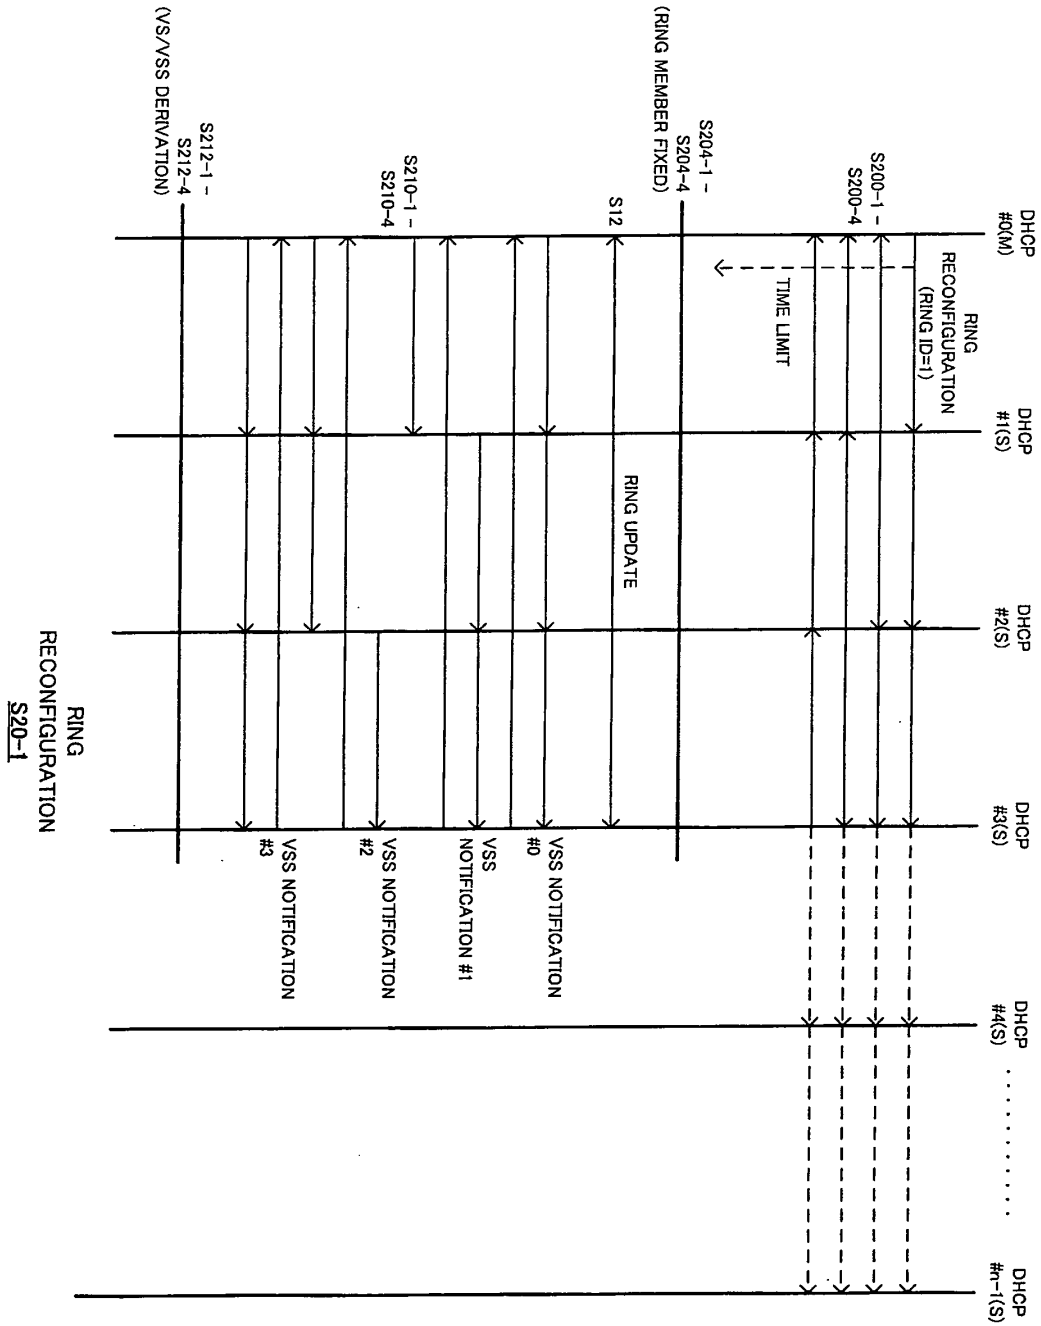 DHCP
#0(M)
DHCP
#1(S)
DHCP
#2(S)
DHCP
#3(S)
DHCP
#4(S)
. . . . . . . . . .
DHCP
#n-1(S)
RING
RECONFIGURATION
(RING ID=1)
S200-1 -
S200-4
TIME LIMIT
S204-1 -
S204-4
(RING MEMBER FIXED)
S12
RING UPDATE
VSS NOTIFICATION
#0
VSS
NOTIFICATION #1
S210-1 -
S210-4
VSS NOTIFICATION
#2
VSS NOTIFICATION
#3
S212-1 -
S212-4
(VS/VSS DERIVATION)
RING
RECONFIGURATION
S20-1